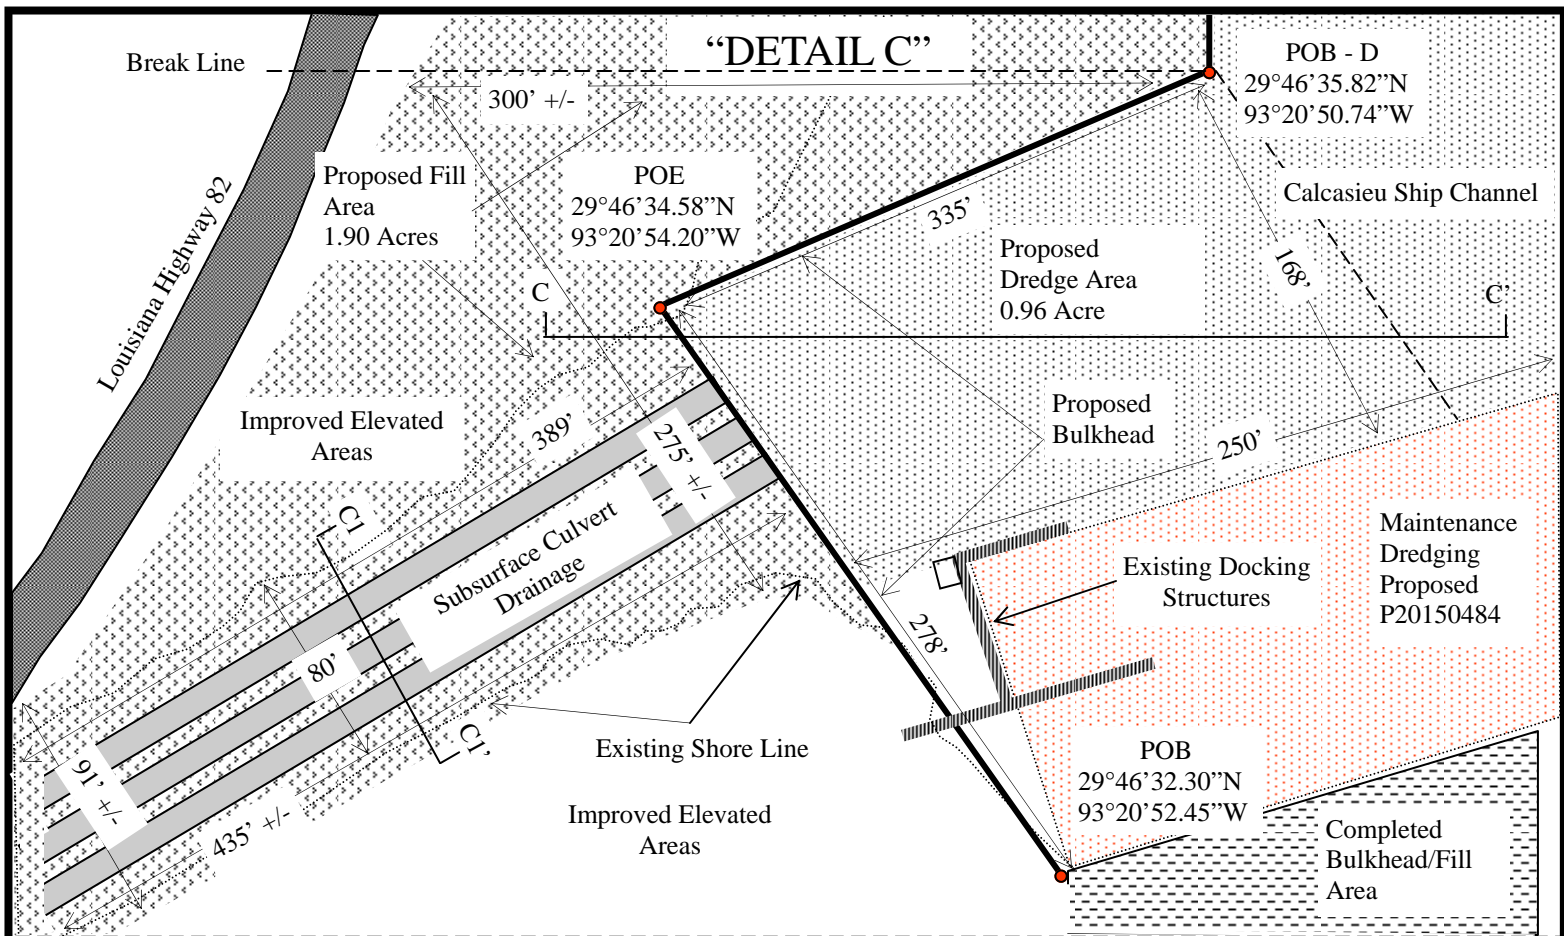 “DETAIL C”
Break Line
300’ +/-
POB - D
29°46’35.82”N
93°20’50.74”W
Proposed Fill
Area
1.90 Acres
POE
29°46’34.58”N
93°20’54.20”W
Calcasieu Ship Channel
Louisiana Highway 82
335’
Proposed
Dredge Area
0.96 Acre
168’
C
C’
Improved Elevated
Areas
389’
275’ +/-
Proposed
Bulkhead
250’
C1
Subsurface Culvert
Drainage
Existing Docking
Structures
Maintenance
Dredging
Proposed
P20150484
80’
278’
C1’
Existing Shore Line
91’ +/-
435’ +/-
Improved Elevated
Areas
POB
29°46’32.30”N
93°20’52.45”W
Completed
Bulkhead/Fill
Area